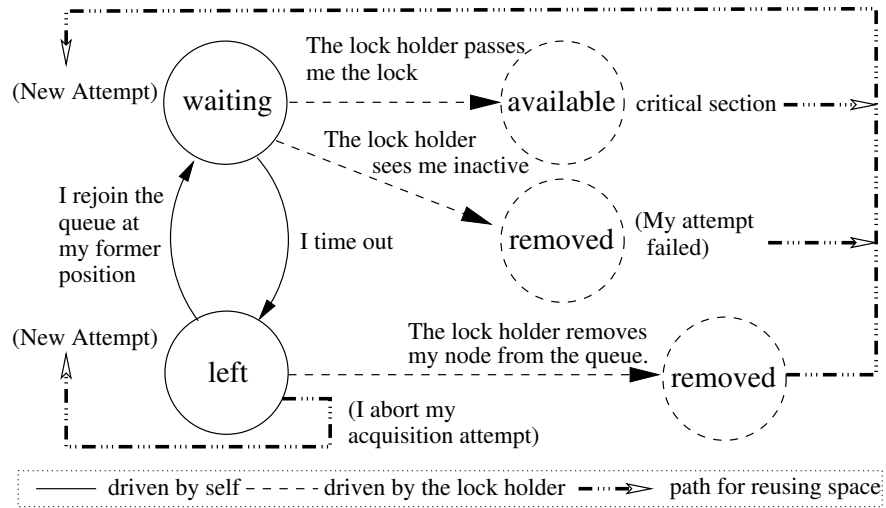 The lock holder passes
me the lock
(New Attempt)
waiting
available
critical section
The lock holder
sees me inactive
I rejoin the
queue at
my former
position
I time out
removed
(My attempt
failed)
(New Attempt)
left
The lock holder removes
my node from the queue.
removed
(I abort my
acquisition attempt)
driven by self
driven by the lock holder
path for reusing space